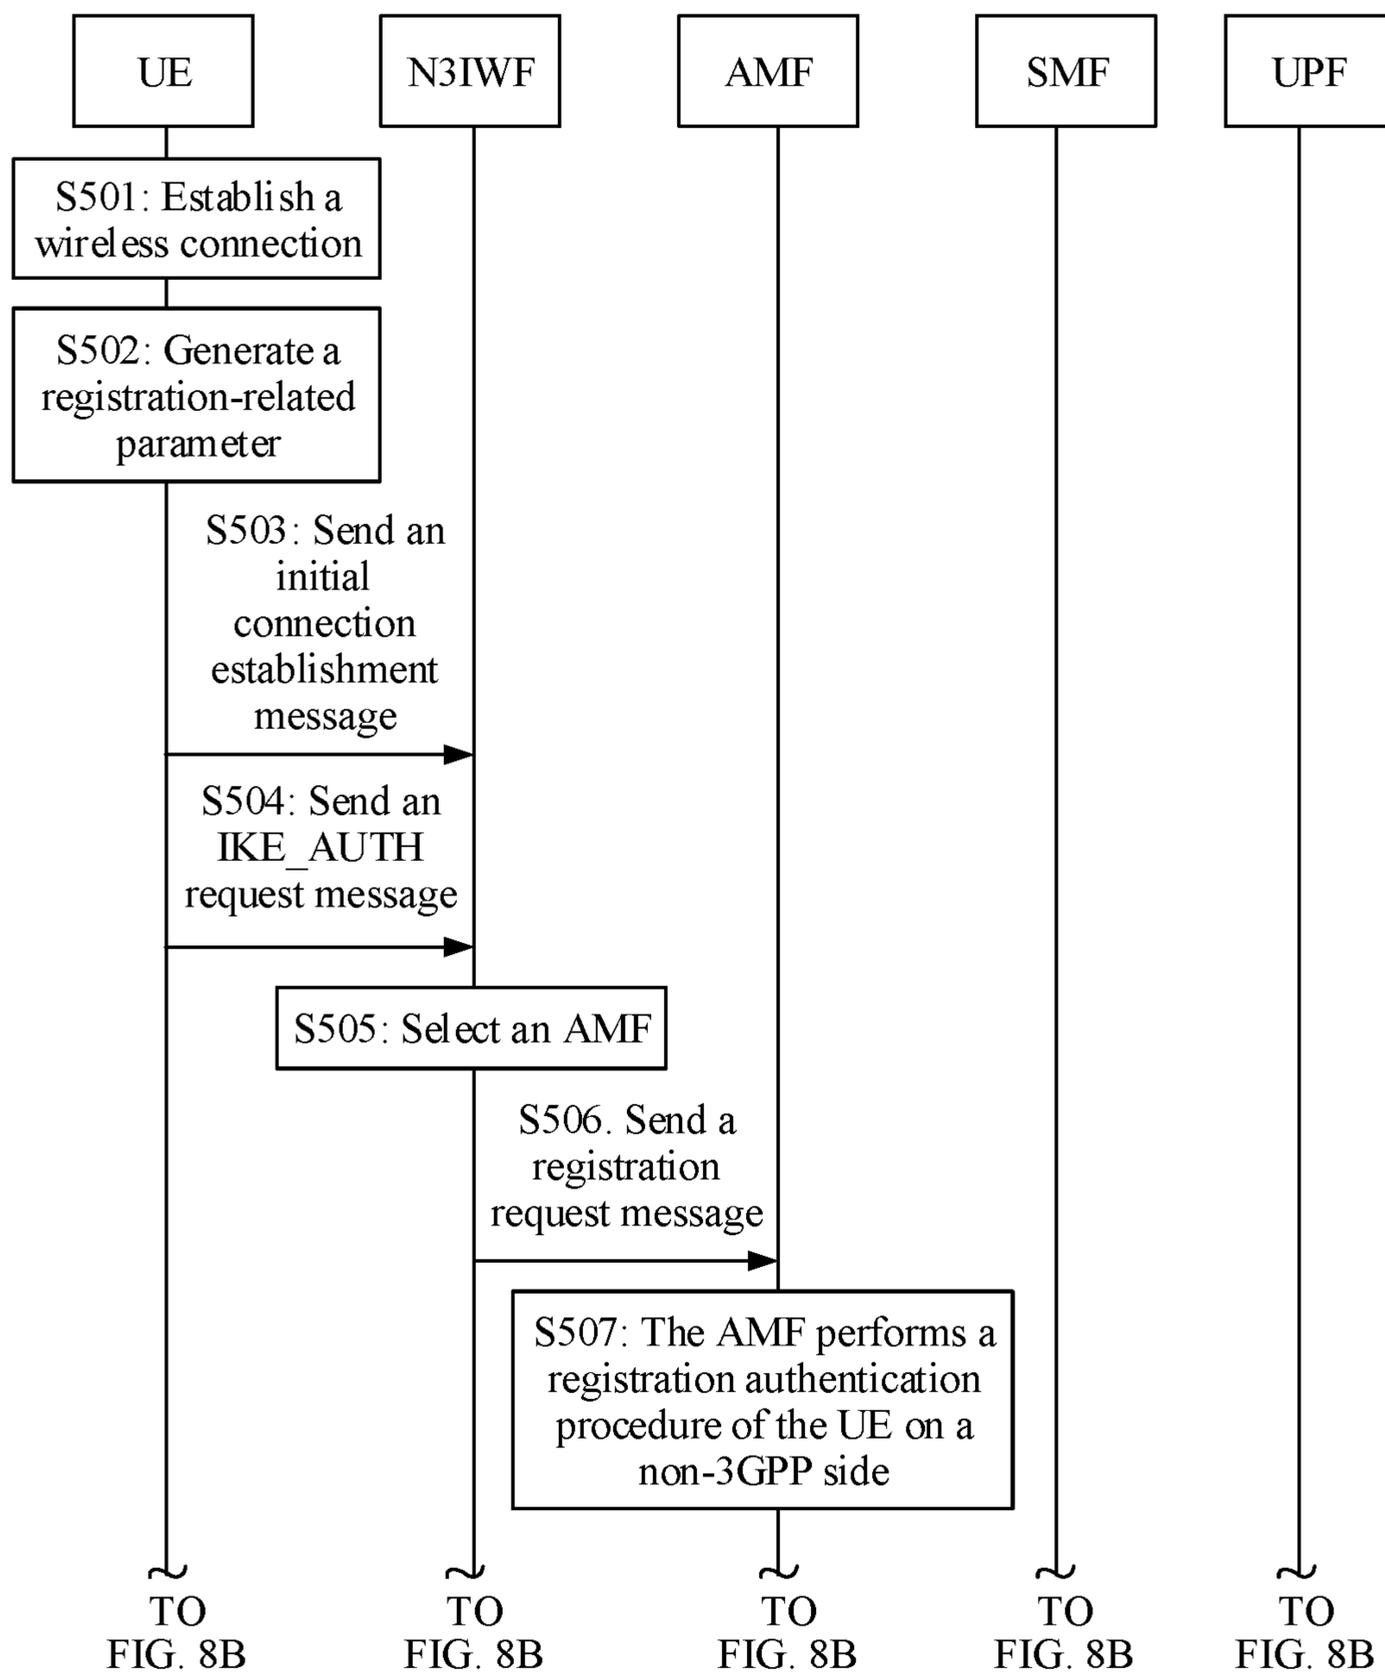 UE
N3IWF
AMF
SMF
UPF
S501: Establish a
wireless connection
S502: Generate a
registration-related
parameter
S503: Send an
initial
connection
establishment
message
S504: Send an
IKE_AUTH
request message
S505: Select an AMF
S506. Send a
registration
request message
S507: The AMF performs a
registration authentication
procedure of the UE on a
non-3GPP side
TO
FIG. 8B
TO
FIG. 8B
TO
FIG. 8B
TO
FIG. 8B
TO
FIG. 8B